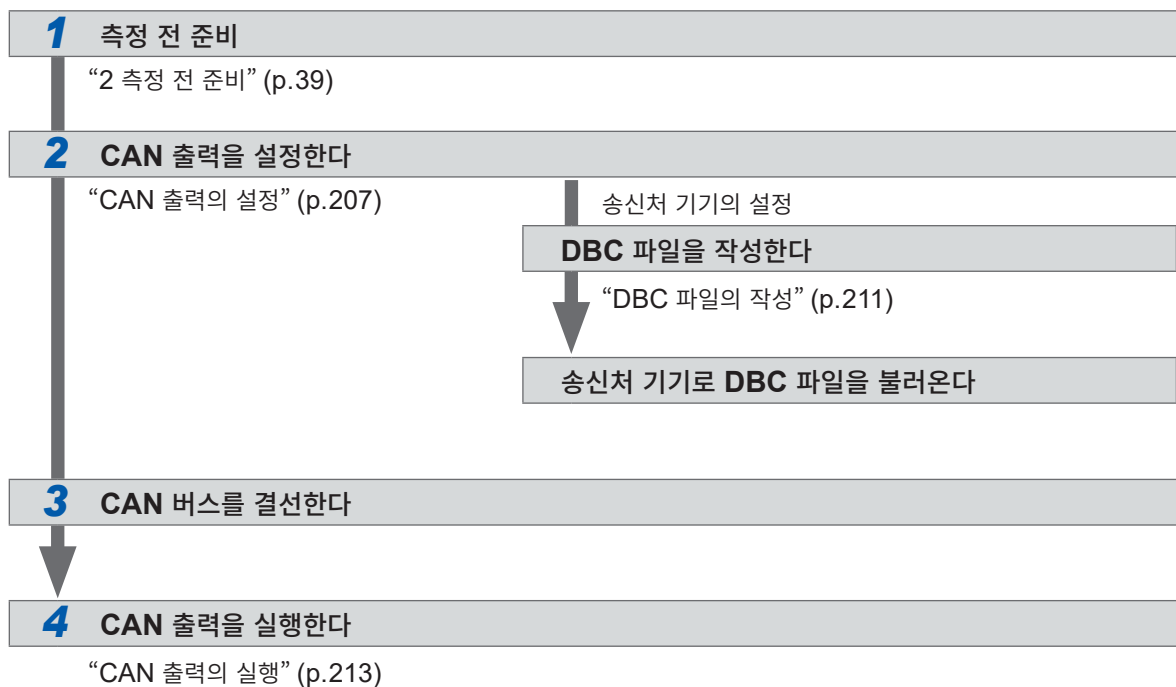 1 측정 전 준비
“2 측정 전 준비” (p.39)
2 CAN 출력을 설정한다
“CAN 출력의 설정” (p.207)
송신처 기기의 설정
DBC 파일을 작성한다
“DBC 파일의 작성” (p.211)
송신처 기기로 DBC 파일을 불러온다
3 CAN 버스를 결선한다
4 CAN 출력을 실행한다
“CAN 출력의 실행” (p.213)